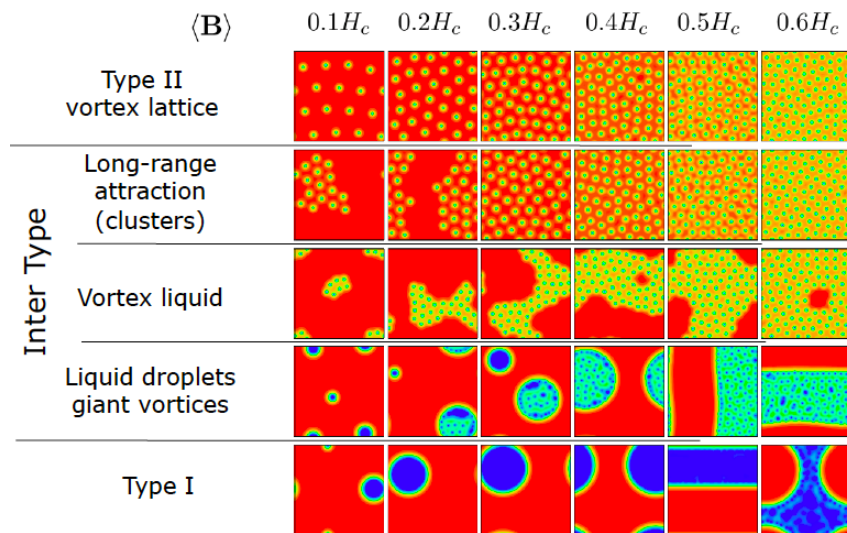 ⟨B⟩ 0.1H_c 0.2H_c 0.3H_c 0.4H_c 0.5H_c 0.6H_c
Type II
vortex lattice
Inter Type
Long-range
attraction
(clusters)
Vortex liquid
Liquid droplets
giant vortices
Type I